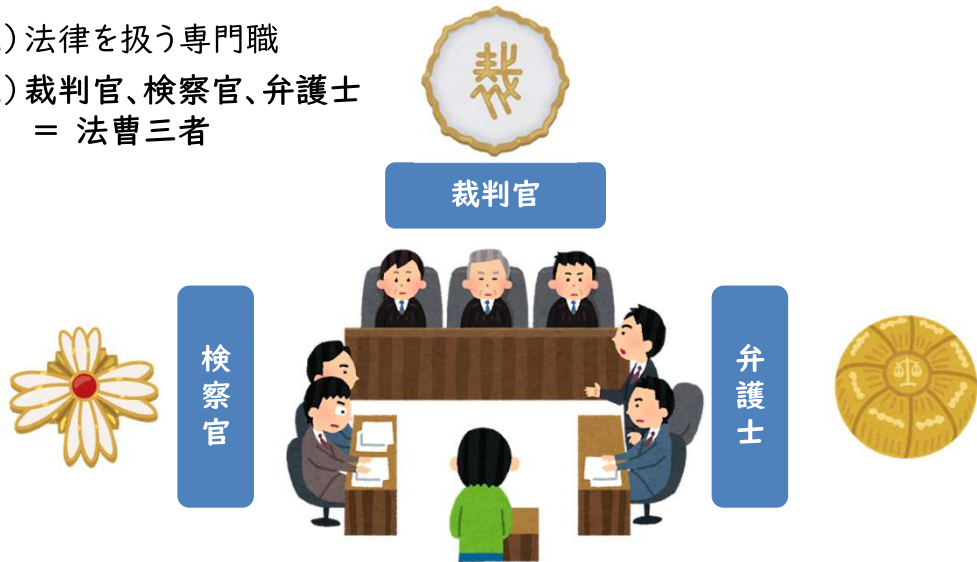 )法律を扱う専門職
)裁判官、検察官、弁護士
= 法曹三者
裁
裁判官
検察官
弁護士